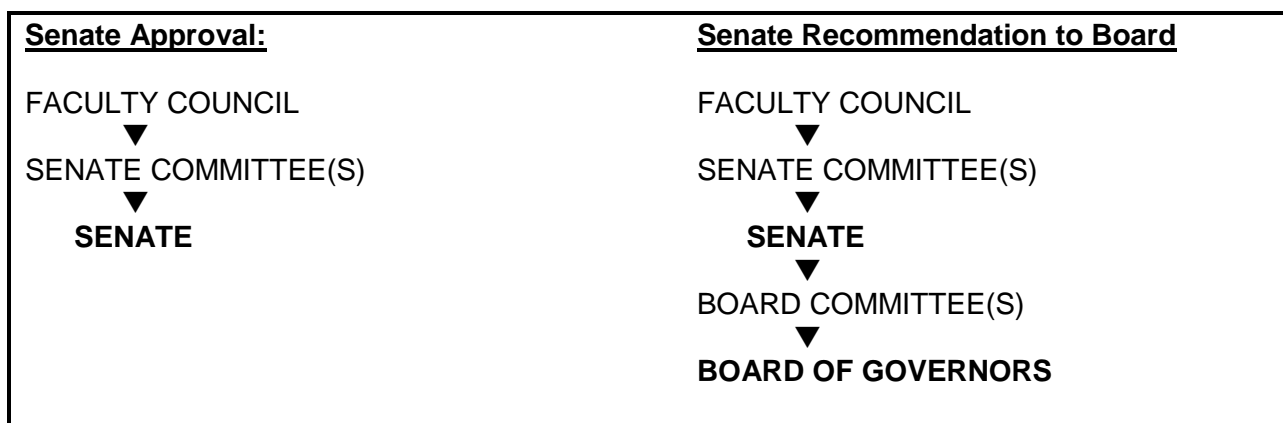 Senate Approval:
FACULTY COUNCIL
▼
SENATE COMMITTEE(S)
▼
SENATE
Senate Recommendation to Board
FACULTY COUNCIL
▼
SENATE COMMITTEE(S)
▼
SENATE
▼
BOARD COMMITTEE(S)
▼
BOARD OF GOVERNORS